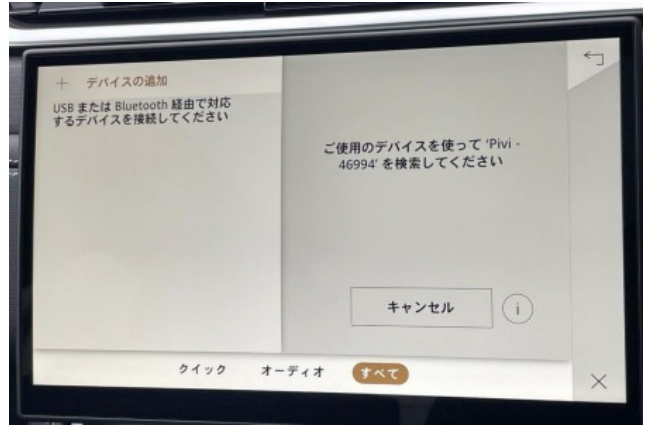 デバイスの追加
USB または Bluetooth 経由で対応
するデバイスを接続してください
ご使用のデバイスを使って 'Pivi -
46994' を検索してください
キャンセル
i
クイック オーディオ すべて